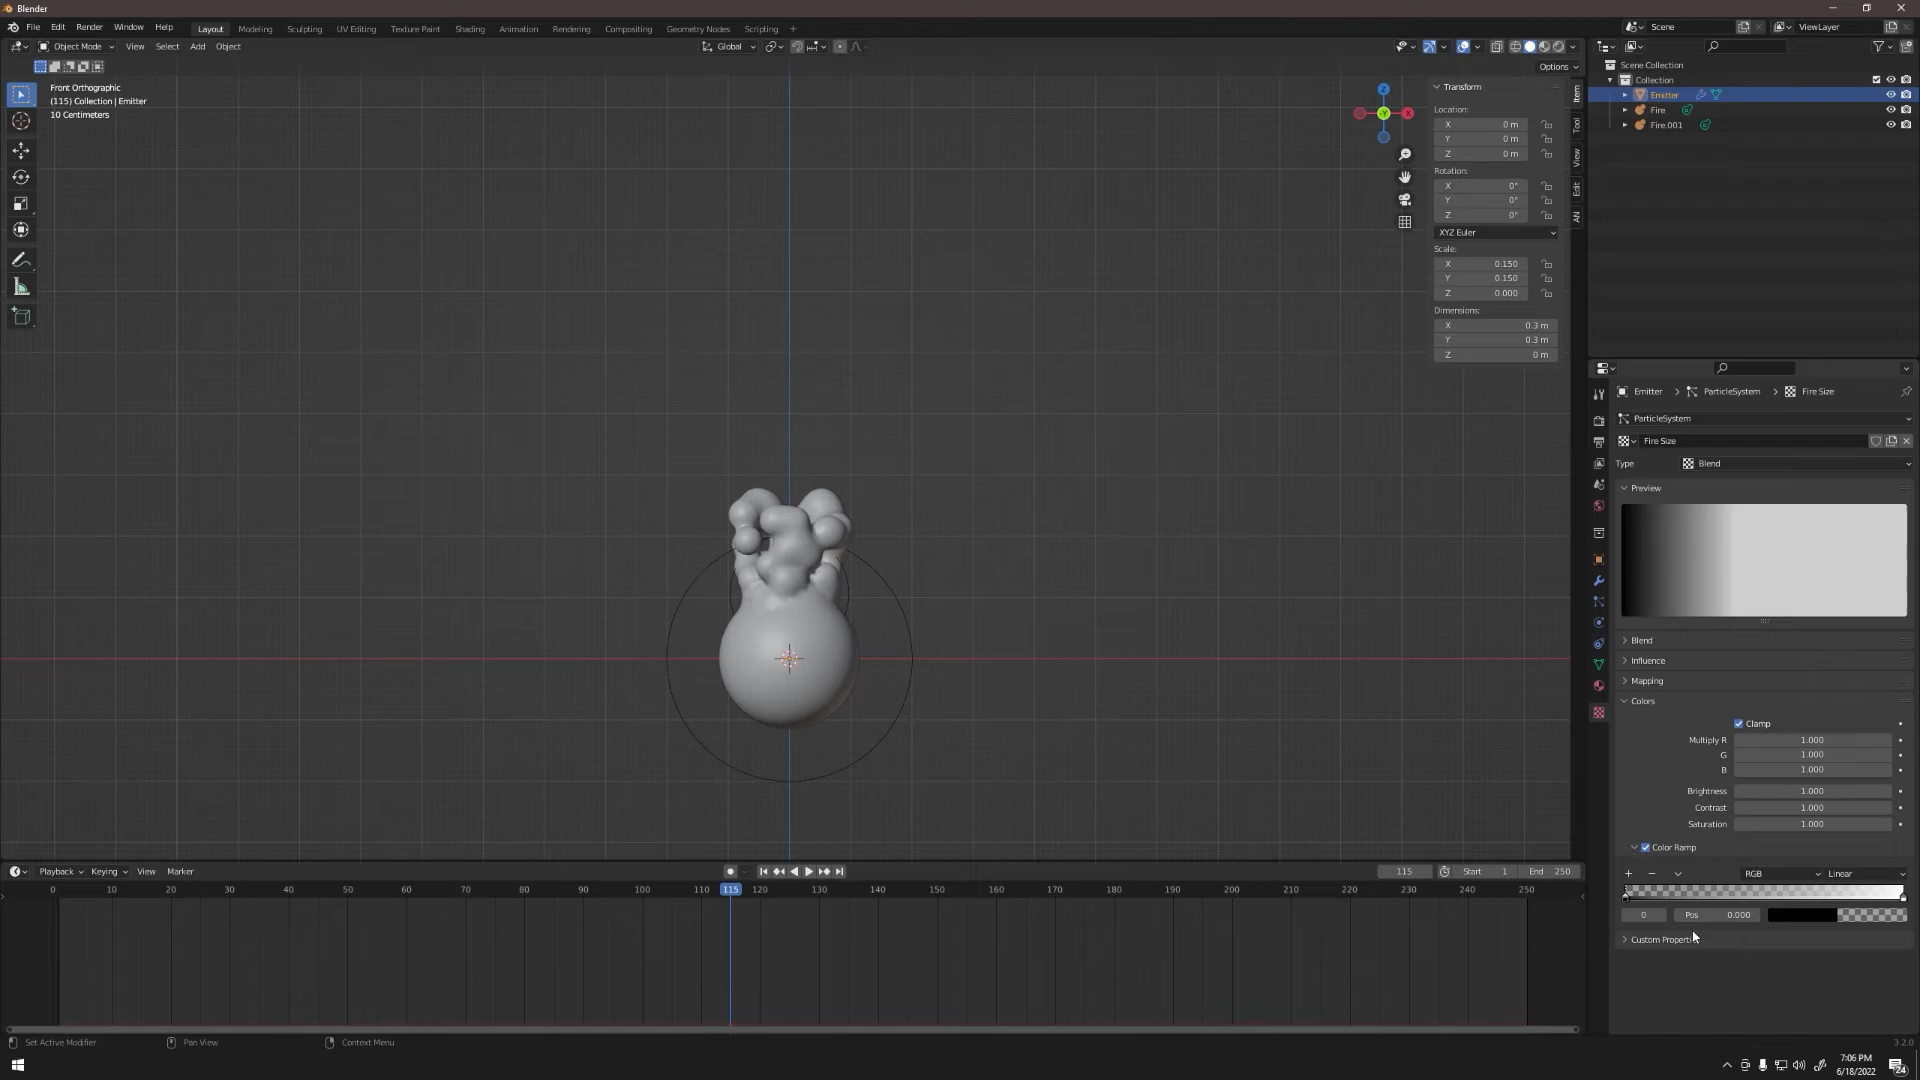 Blender
File Edit Render Window Help
Layout Modeling Sculpting UV Editing Texture Paint Shading Animation Rendering Compositing Geometry Nodes Scripting +
Scene
ViewLayer
Object Mode View Select Add Object
Global
Options
Front Orthographic
(115) Collection | Emitter
10 Centimeters
Z
Y
X
Transform
Location:
X 0 m
Y 0 m
Z 0 m
Rotation:
X 0°
Y 0°
Z 0°
XYZ Euler
Scale:
X 0.150
Y 0.150
Z 0.000
Dimensions:
X 0.3 m
Y 0.3 m
Z 0 m
Item
Tool
View
Edit
AN
Scene Collection
Collection
Emitter
Fire
Fire.001
Emitter > ParticleSystem > Fire Size
ParticleSystem
Fire Size
Type Blend
Preview
Blend
Influence
Mapping
Colors
Clamp
Multiply R 1.000
G 1.000
B 1.000
Brightness 1.000
Contrast 1.000
Saturation 1.000
Color Ramp
+ − RGB Linear
0 Pos 0.000
Playback Keying View Marker
115 Start 1 End 250
0 10 20 30 40 50 60 70 80 90 100 110 115 120 130 140 150 160 170 180 190 200 210 220 230 240 250
Set Active Modifier Pan View Context Menu
3.2.0
7:06 PM
6/18/2022
24